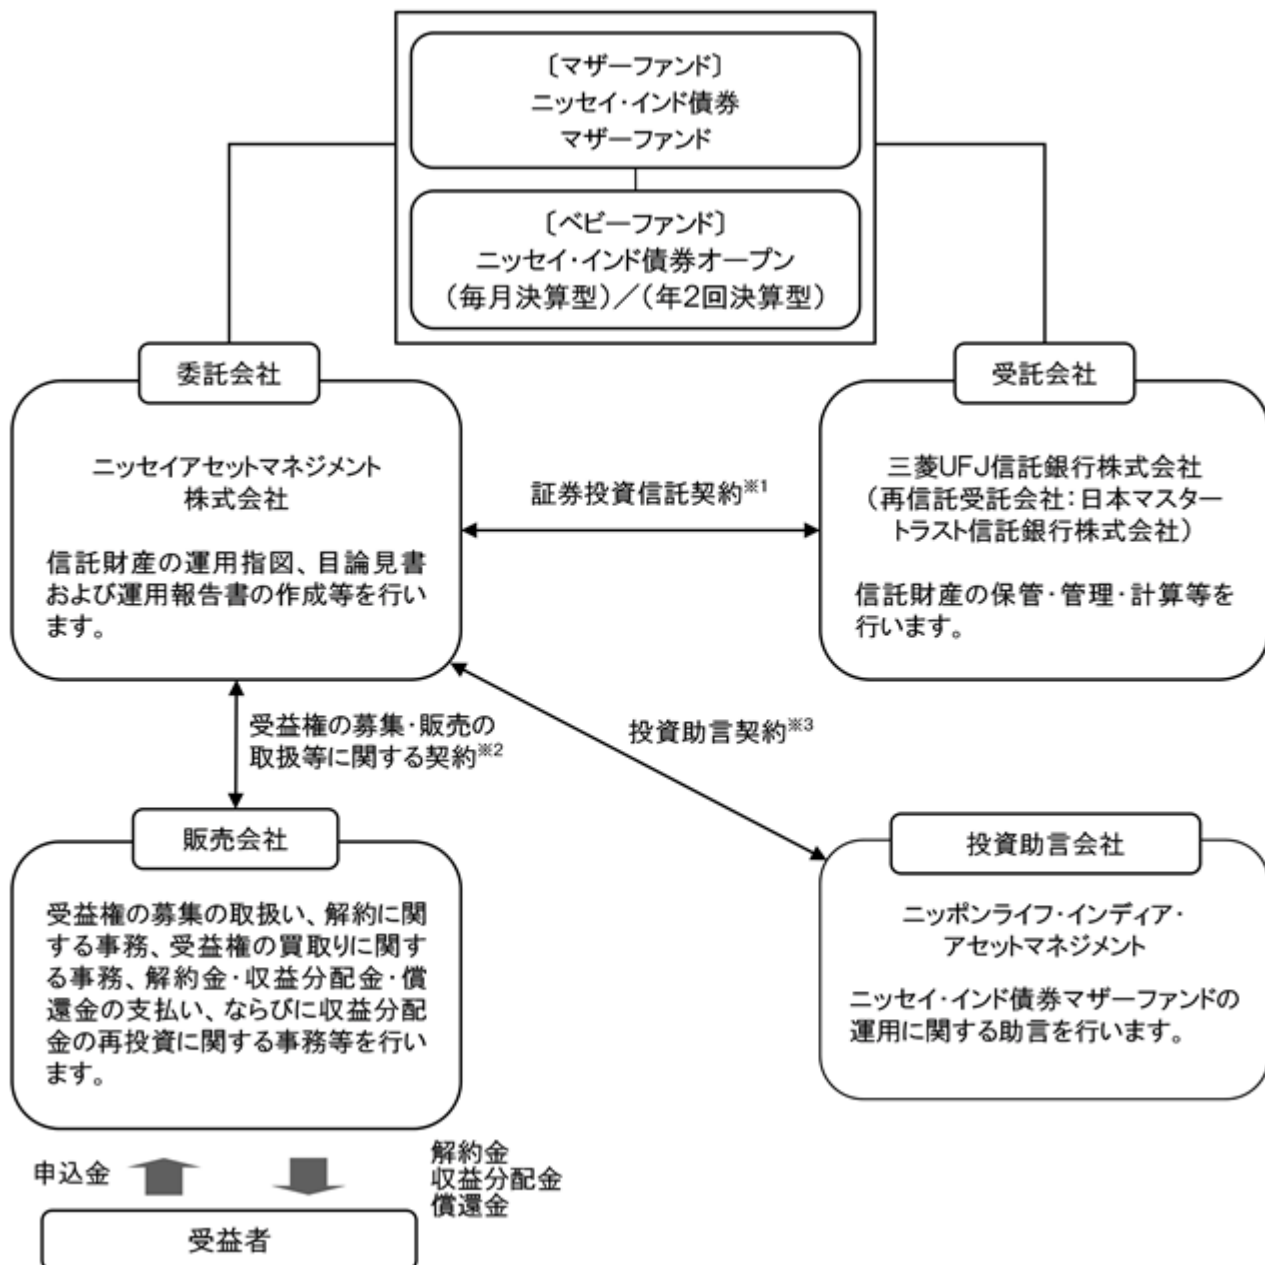 〔マザーファンド〕
ニッセイ・インド債券
マザーファンド
〔ベビーファンド〕
ニッセイ・インド債券オープン
（毎月決算型）／（年2回決算型）
委託会社
ニッセイアセットマネジメント
株式会社
信託財産の運用指図、目論見書
および運用報告書の作成等を行い
ます。
証券投資信託契約※1
受託会社
三菱UFJ信託銀行株式会社
（再信託受託会社：日本マスター
トラスト信託銀行株式会社）
信託財産の保管・管理・計算等を
行います。
受益権の募集・販売の
取扱等に関する契約※2
投資助言契約※3
販売会社
受益権の募集の取扱い、解約に関
する事務、受益権の買取りに関す
る事務、解約金・収益分配金・償
還金の支払い、ならびに収益分配
金の再投資に関する事務等を行い
ます。
投資助言会社
ニッポンライフ・インディア・
アセットマネジメント
ニッセイ・インド債券マザーファンドの
運用に関する助言を行います。
申込金
解約金
収益分配金
償還金
受益者